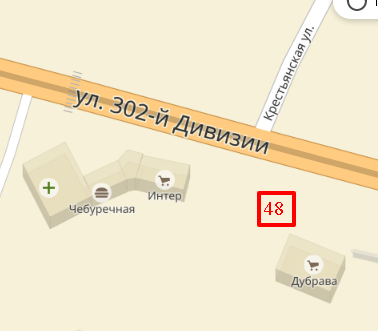 Крестьянская ул.
ул. 302-й Дивизии
Интер
Чебуречная
48
Дубрава